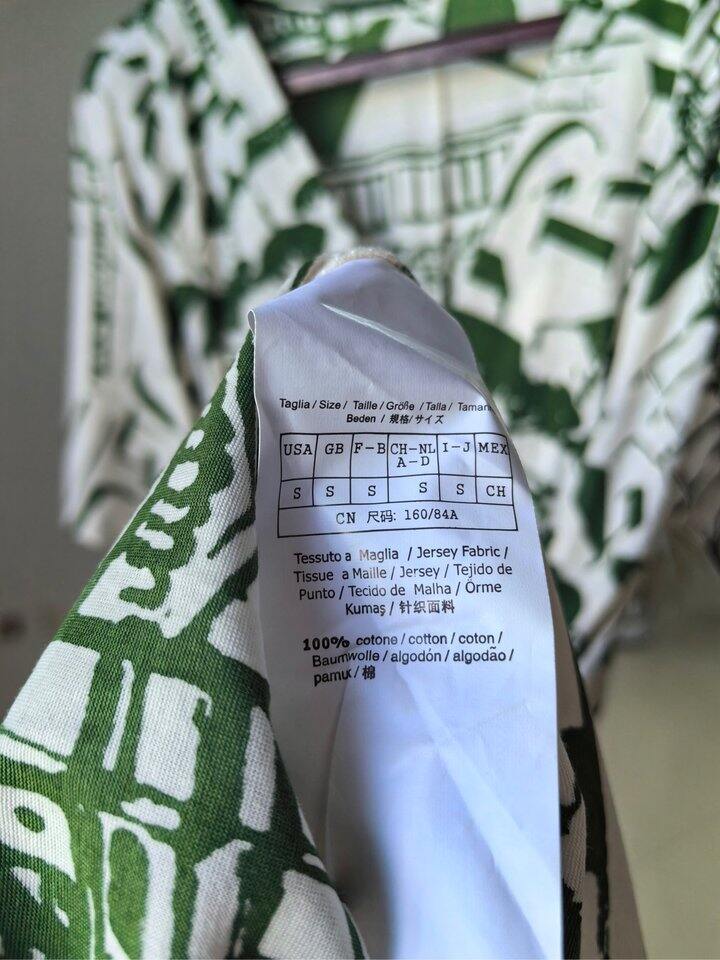 Taglia / Size / Taille / Größe / Talla /
Beden / 规格 / サイズ
USA GB F-B CH-NL A-D I-J MEX
S S S S S CH
CN 尺码: 160/84A
Tessuto a Maglia / Jersey Fabric /
Tissue a Maille / Jersey / Tejido de
Punto / Tecido de Malha / Örme
Kumaş / 针织面料
100% cotone / cotton / coton /
Baumwolle / algodón / algodão /
pamuk / 棉